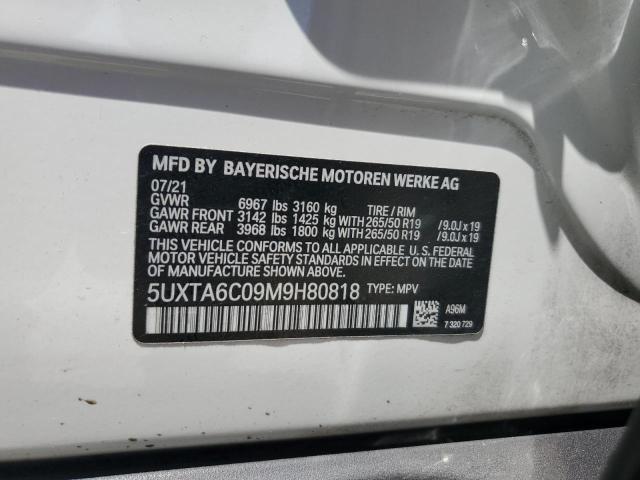 MFD BY BAYERISCHE MOTOREN WERKE AG
07/21
GVWR 6967 lbs 3160 kg TIRE / RIM
GAWR FRONT 3142 lbs 1425 kg WITH 265/50 R19 /9.0J x 19
GAWR REAR 3968 lbs 1800 kg WITH 265/50 R19 /9.0J x 19
THIS VEHICLE CONFORMS TO ALL APPLICABLE U. S. FEDERAL
MOTOR VEHICLE SAFETY STANDARDS IN EFFECT ON THE
DATE OF MANUFACTURE SHOWN ABOVE.
5UXTA6C09M9H80818 TYPE: MPV
A96M
7 320 729